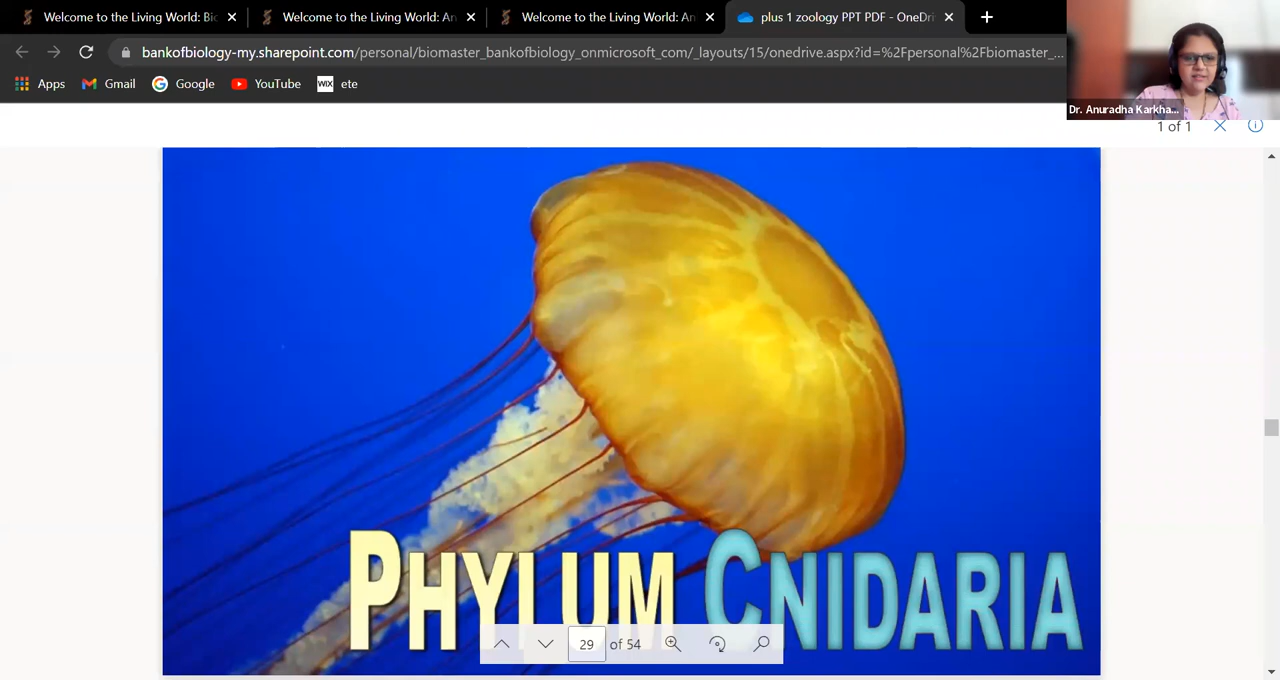 Welcome to the Living World: Bio
Welcome to the Living World: An
Welcome to the Living World: An
plus 1 zoology PPT PDF - OneDri
bankofbiology-my.sharepoint.com/personal/biomaster_bankofbiology_onmicrosoft_com/_layouts/15/onedrive.aspx?id=%2Fpersonal%2Fbiomaster_...
Apps Gmail Google YouTube WIX ete
Dr. Anuradha Karkha...
1 of 1
PHYLUM CNIDARIA
29 of 54